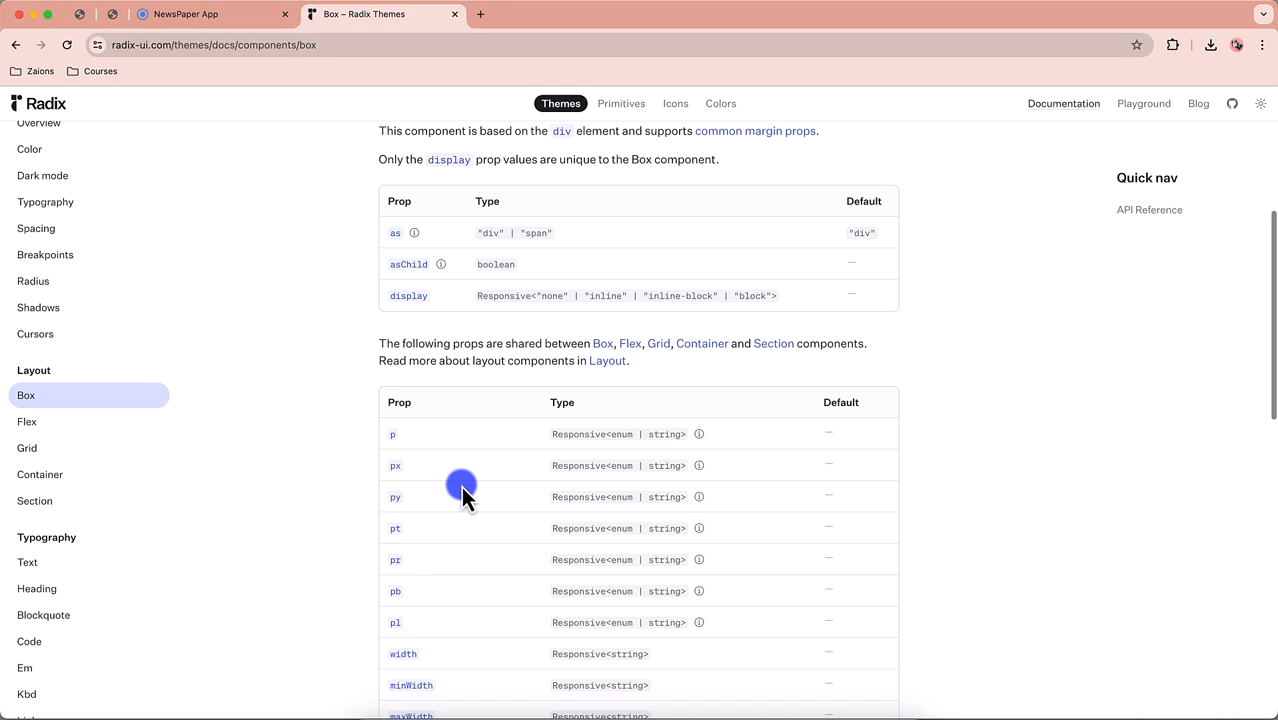 NewsPaper App
Box – Radix Themes
radix-ui.com/themes/docs/components/box
Zaions
Courses
Radix
Themes
Primitives
Icons
Colors
Documentation
Playground
Blog
Overview
Color
Dark mode
Typography
Spacing
Breakpoints
Radius
Shadows
Cursors
Layout
Box
Flex
Grid
Container
Section
Typography
Text
Heading
Blockquote
Code
Em
Kbd
This component is based on the div element and supports common margin props.
Only the display prop values are unique to the Box component.
Prop Type Default
as "div" | "span" "div"
asChild boolean —
display Responsive<"none" | "inline" | "inline-block" | "block"> —
The following props are shared between Box, Flex, Grid, Container and Section components.
Read more about layout components in Layout.
Prop Type Default
p Responsive<enum | string> —
px Responsive<enum | string> —
py Responsive<enum | string> —
pt Responsive<enum | string> —
pr Responsive<enum | string> —
pb Responsive<enum | string> —
pl Responsive<enum | string> —
width Responsive<string> —
minWidth Responsive<string> —
maxWidth Responsive<string> —
Quick nav
API Reference